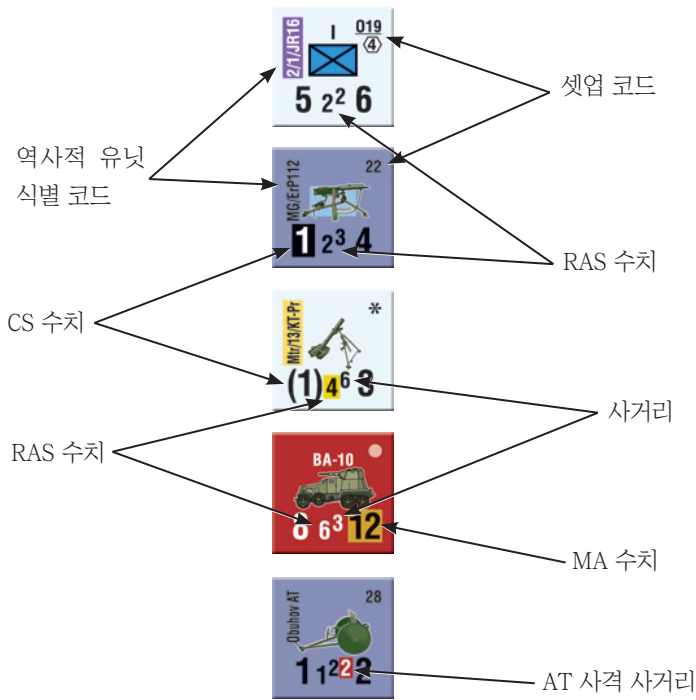 2/1/JR16
I
O19
4
5 2² 6
셋업 코드
역사적 유닛
식별 코드
MG/ErP112
22
1 2³ 4
RAS 수치
CS 수치
Mtr/13/KT-Pr
*
(1) 4⁶ 3
사거리
RAS 수치
BA-10
8 6³ 12
MA 수치
Obuhov AT
28
1 1² 2 2
AT 사격 사거리